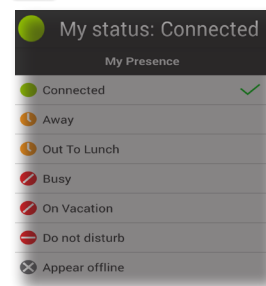 My status: Connected
My Presence
Connected
Away
Out To Lunch
Busy
On Vacation
Do not disturb
Appear offline